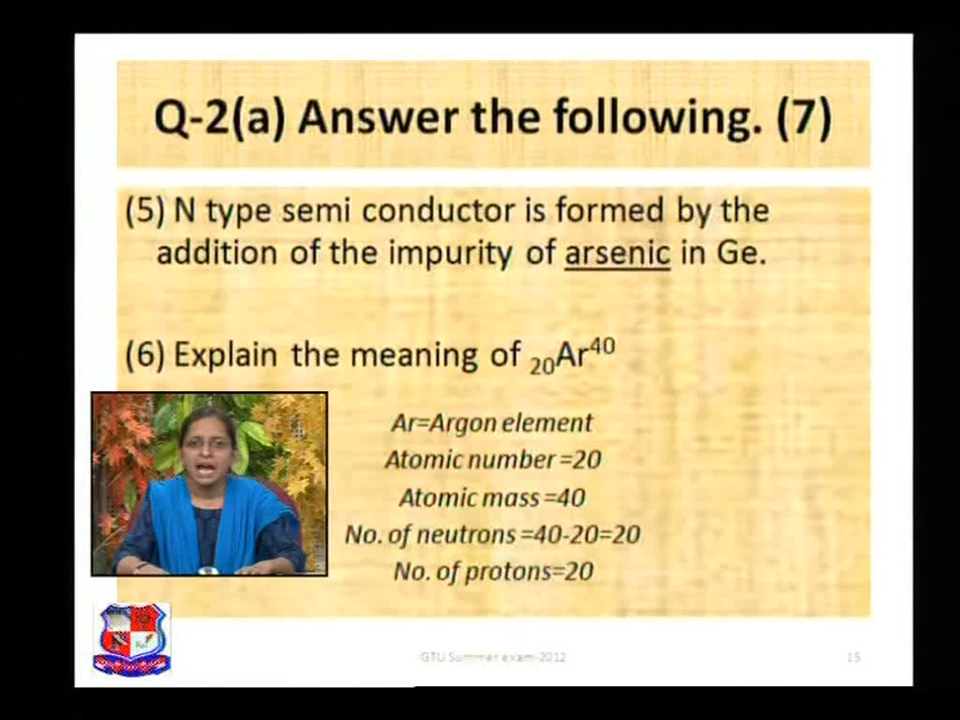 Q-2(a) Answer the following. (7)
(5) N type semi conductor is formed by the
addition of the impurity of arsenic in Ge.
(6) Explain the meaning of ₂₀Ar⁴⁰
Ar=Argon element
Atomic number =20
Atomic mass =40
No. of neutrons =40-20=20
No. of protons=20
GTU Summer exam-2012
15